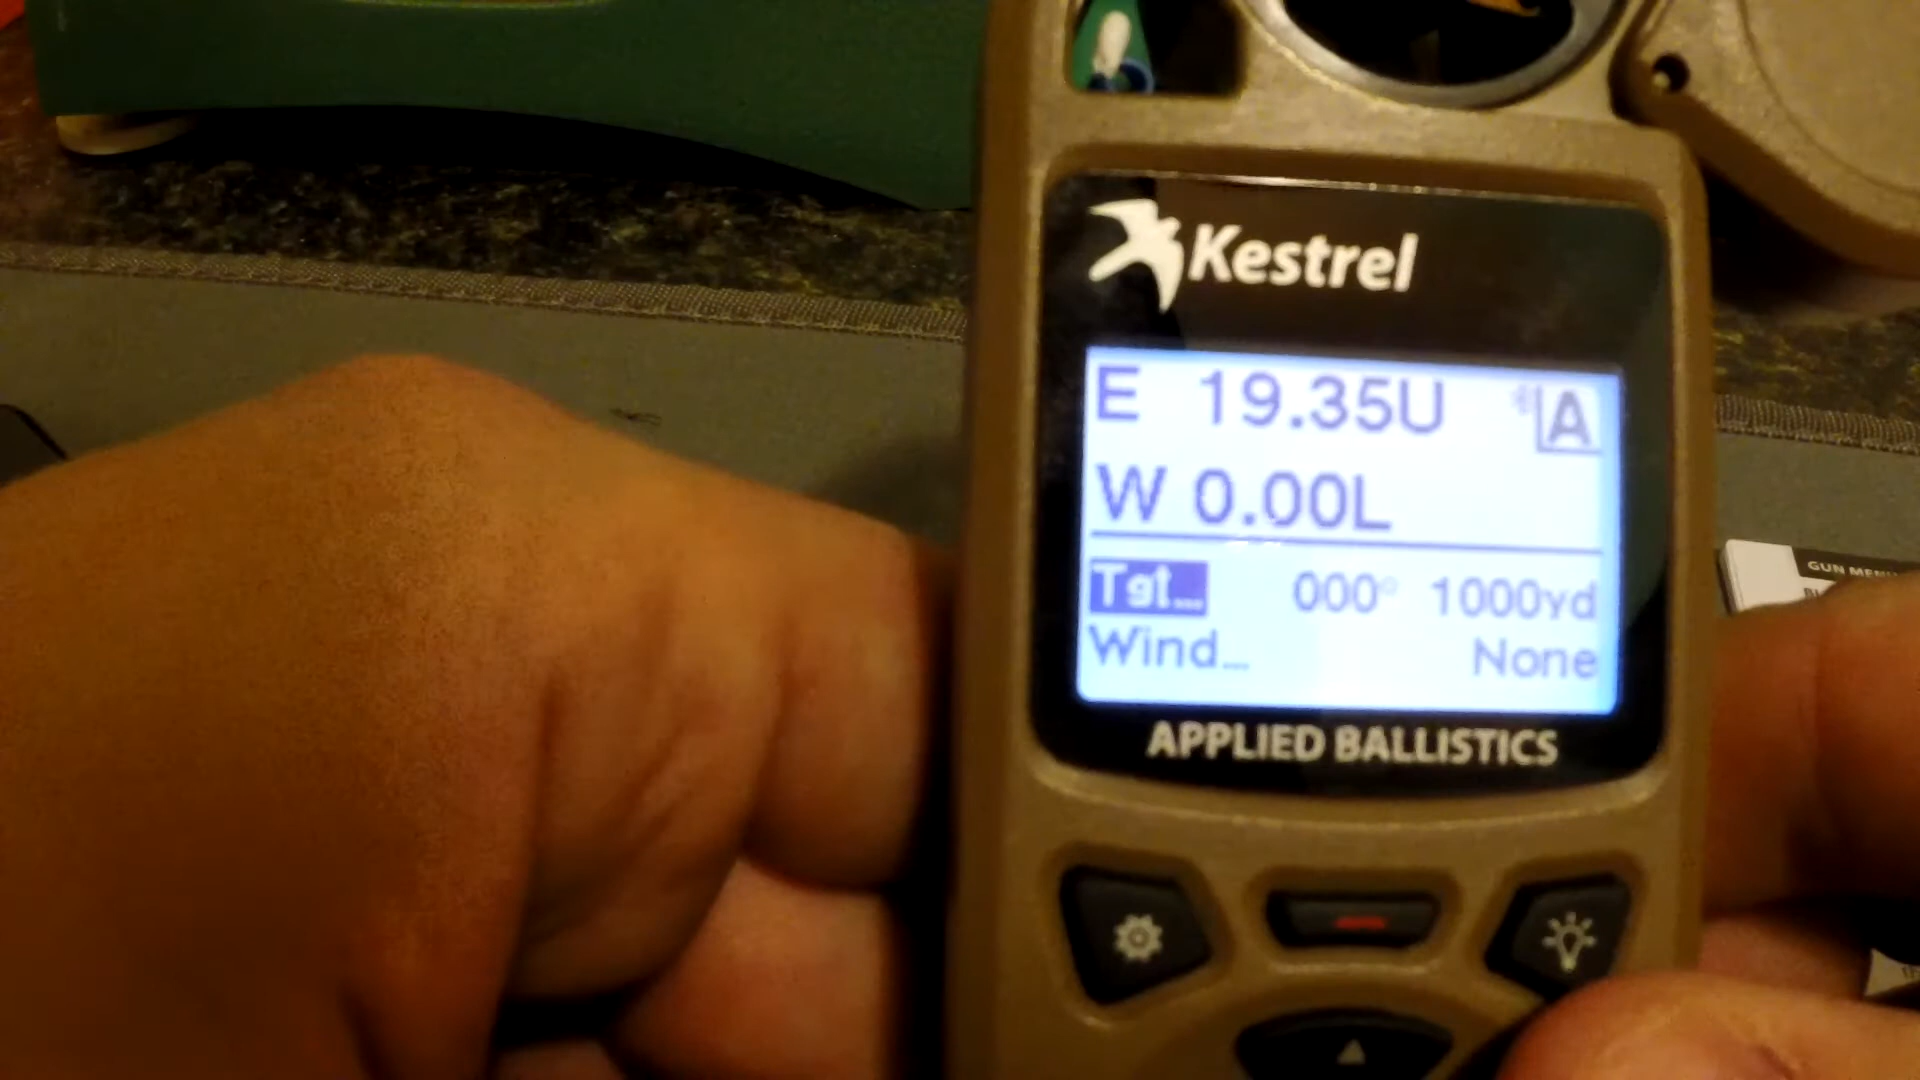 Kestrel
E 19.35U A
W 0.00L
Tgt... 000° 1000yd
Wind... None
APPLIED BALLISTICS
GUN MENU